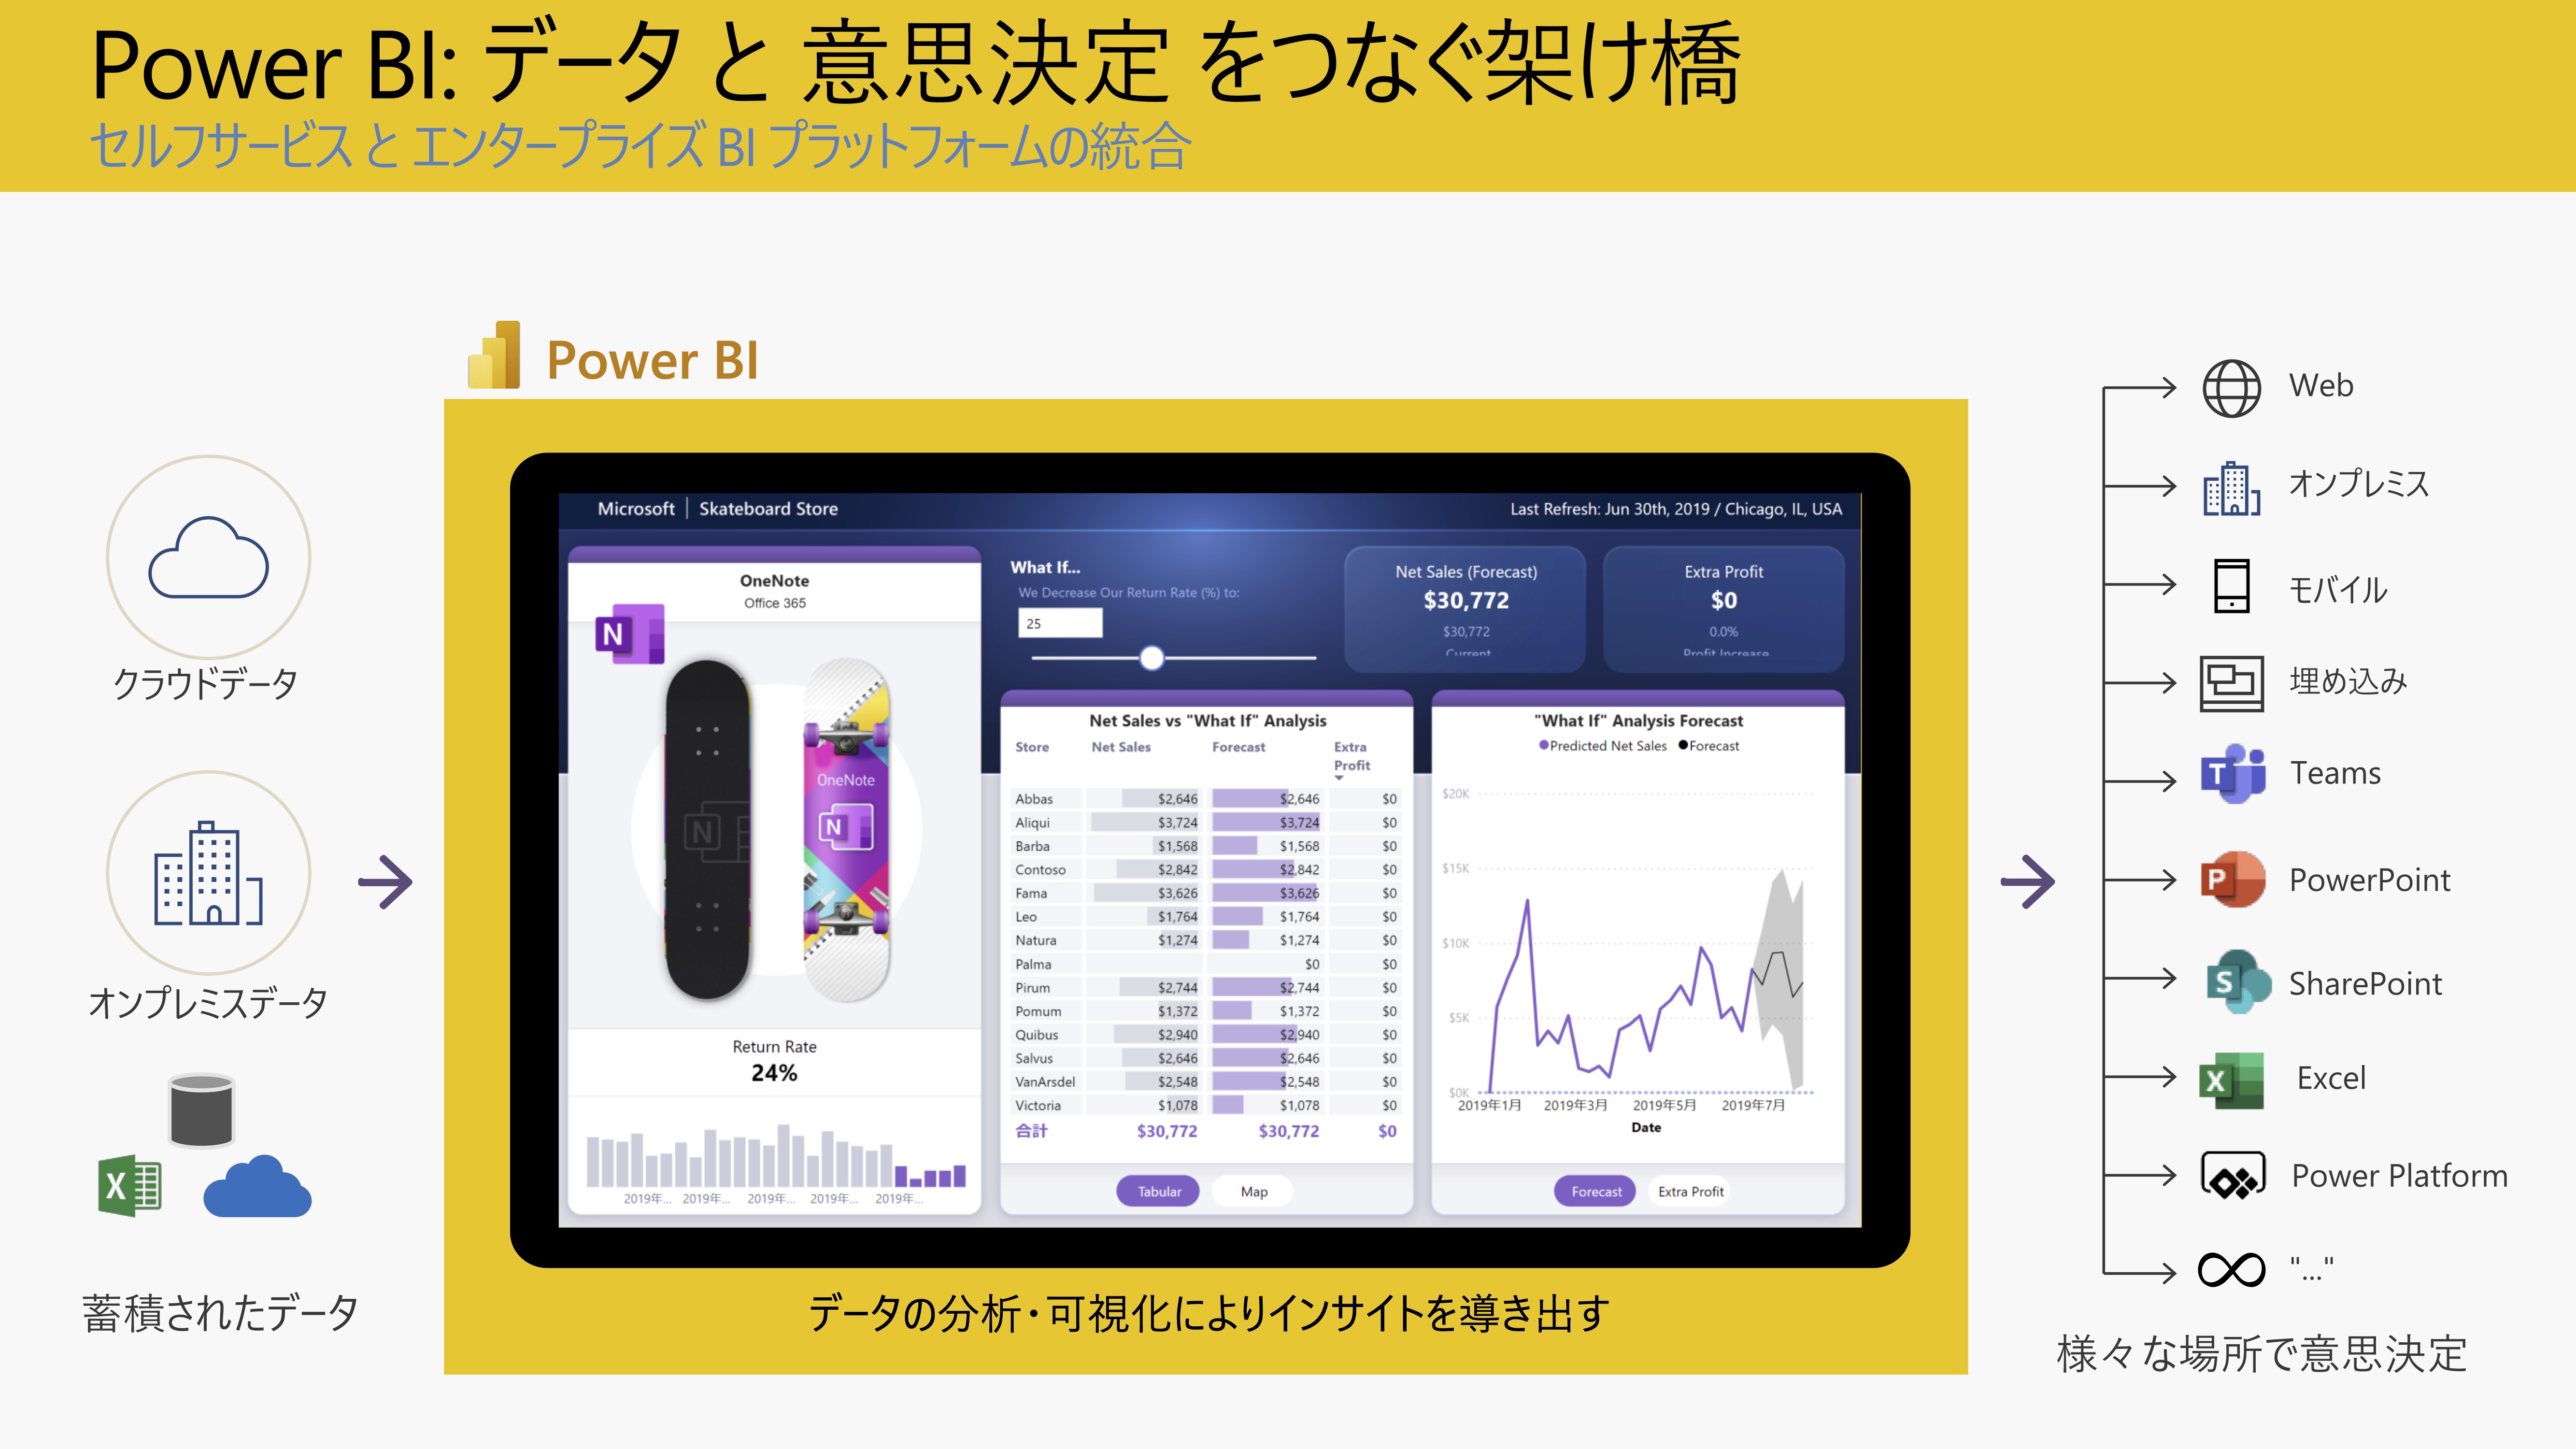 Power BI: データ と 意思決定 をつなぐ架け橋
セルフサービス と エンタープライズ BI プラットフォームの統合
クラウドデータ
オンプレミスデータ
X
蓄積されたデータ
Power BI
Microsoft | Skateboard Store
Last Refresh: Jun 30th, 2019 / Chicago, IL, USA
OneNote
Office 365
N
OneNote
N
N
Return Rate
24%
2019年... 2019年... 2019年... 2019年... 2019年...
What If...
We Decrease Our Return Rate (%) to:
25
Net Sales (Forecast)
$30,772
$30,772
Current
Extra Profit
$0
0.0%
Profit Increase
Net Sales vs "What If" Analysis
Store Net Sales Forecast Extra Profit
Abbas $2,646 $2,646 $0
Aliqui $3,724 $3,724 $0
Barba $1,568 $1,568 $0
Contoso $2,842 $2,842 $0
Fama $3,626 $3,626 $0
Leo $1,764 $1,764 $0
Natura $1,274 $1,274 $0
Palma $0 $0
Pirum $2,744 $2,744 $0
Pomum $1,372 $1,372 $0
Quibus $2,940 $2,940 $0
Salvus $2,646 $2,646 $0
VanArsdel $2,548 $2,548 $0
Victoria $1,078 $1,078 $0
合計 $30,772 $30,772 $0
Tabular Map
"What If" Analysis Forecast
Predicted Net Sales Forecast
$20K
$15K
$10K
$5K
$0K
2019年1月 2019年3月 2019年5月 2019年7月
Date
Forecast Extra Profit
データの分析・可視化によりインサイトを導き出す
Web
オンプレミス
モバイル
埋め込み
T Teams
P PowerPoint
S SharePoint
X Excel
Power Platform
"..."
様々な場所で意思決定